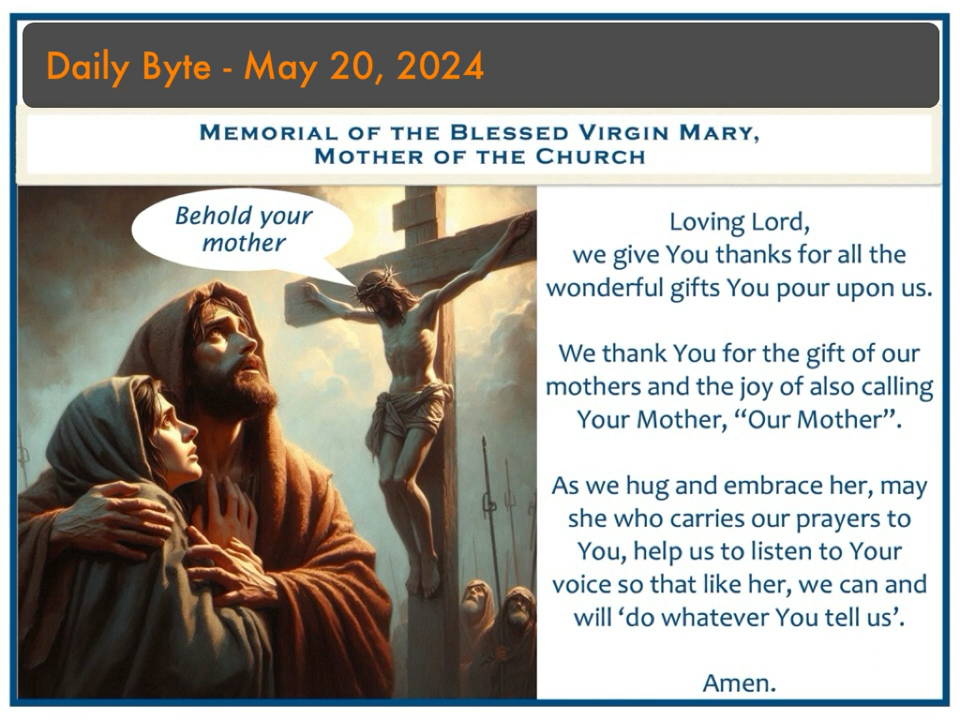 Daily Byte - May 20, 2024
Memorial of the Blessed Virgin Mary,
Mother of the Church
Behold your
mother
Loving Lord,
we give You thanks for all the
wonderful gifts You pour upon us.
We thank You for the gift of our
mothers and the joy of also calling
Your Mother, “Our Mother”.
As we hug and embrace her, may
she who carries our prayers to
You, help us to listen to Your
voice so that like her, we can and
will ‘do whatever You tell us’.
Amen.